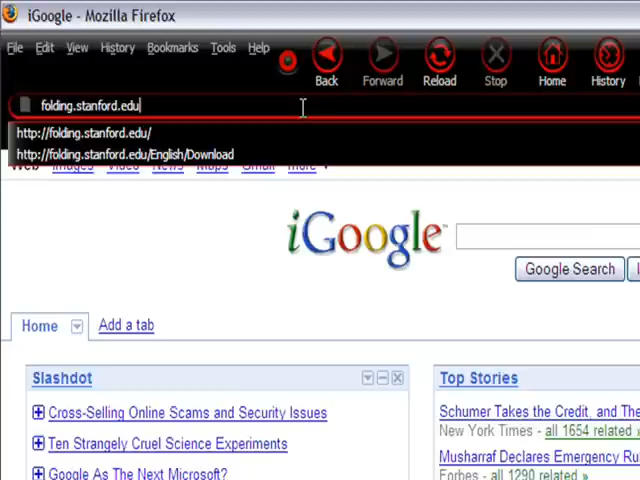 iGoogle - Mozilla Firefox
File Edit View History Bookmarks Tools Help
Back Forward Reload Stop Home History
folding.stanford.edu
http://folding.stanford.edu/
http://folding.stanford.edu/English/Download
Web Images Video News Maps Gmail more
iGoogle™
Google Search
Home Add a tab
Slashdot
Cross-Selling Online Scams and Security Issues
Ten Strangely Cruel Science Experiments
Google As The Next Microsoft?
Top Stories
Schumer Takes the Credit, and The
New York Times - all 1654 related »
Musharraf Declares Emergency Ru
Forbes - all 1290 related »